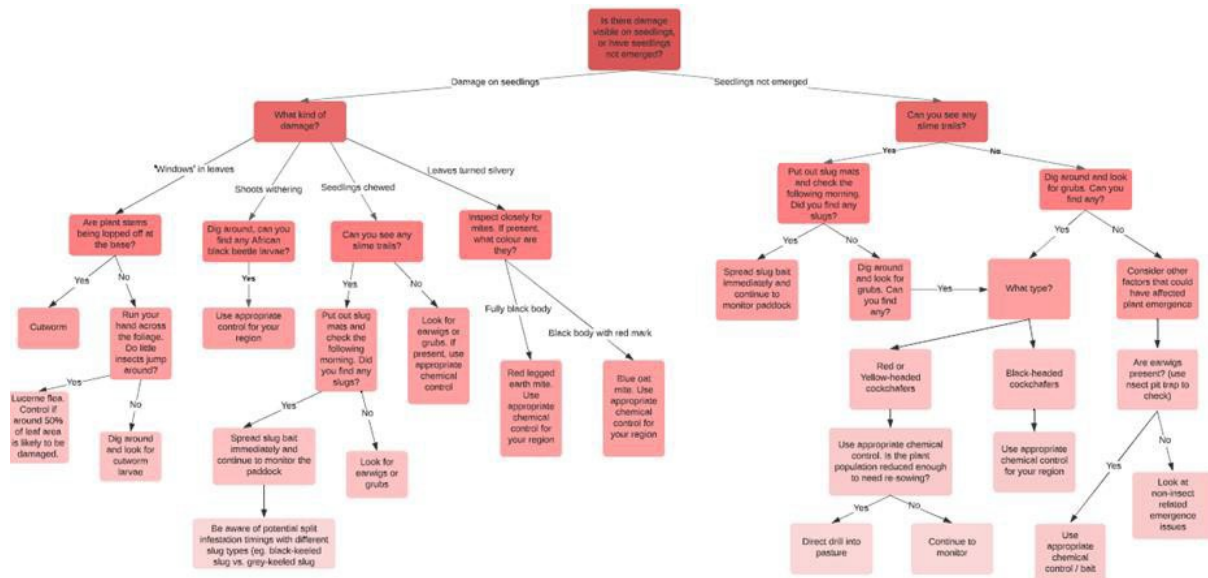 Is there damage
visible on seedlings,
or have seedlings
not emerged?
Damage on seedlings
Seedlings not emerged
What kind of
damage?
Can you see any
slime trails?
'Windows' in leaves
Shoots withering
Seedlings chewed
Leaves turned silvery
Yes
No
Are plant stems
being lopped off at
the base?
Dig around, can you
find any African
black beetle larvae?
Can you see any
slime trails?
Inspect closely for
mites. If present,
what colour are
they?
Put out slug mats
and check the
following morning.
Did you find any
slugs?
Dig around and look
for grubs. Can you
find any?
Yes
No
Yes
Yes
No
Fully black body
Black body with red mark
Yes
No
Yes
No
Cutworm
Run your
hand across
the foliage.
Do little
insects jump
around?
Use appropriate
control for your
region
Put out slug
mats and
check the
following
morning. Did
you find any
slugs?
Look for
earwigs or
grubs. If
present, use
appropriate
chemical
control
Red legged
earth mite.
Use
appropriate
chemical
control for
your region
Blue oat
mite. Use
appropriate
chemical
control for
your region
Spread slug bait
immediately and
continue to
monitor paddock
Dig around
and look for
grubs. Can
you find
any?
Yes
What type?
Consider other
factors that could
have affected
plant emergence
Yes
No
Yes
No
Lucerne flea.
Control if
around 50%
of leaf area
is likely to be
damaged.
Dig around
and look for
cutworm
larvae
Spread slug bait
immediately and
continue to monitor the
paddock
Look for
earwigs or
grubs
Red or
Yellow-headed
cockchafers
Black-headed
cockchafers
Are earwigs
present? (use
nsect pit trap to
check)
Be aware of potential split
infestation timings with different
slug types (eg. black-keeled
slug vs. grey-keeled slug
Use appropriate chemical
control. Is the plant
population reduced enough
to need re-sowing?
Use appropriate
chemical control
for your region
Yes
No
Yes
No
Direct drill into
pasture
Continue to
monitor
Use
appropriate
chemical
control / bait
Look at
non-insect
related
emergence
issues